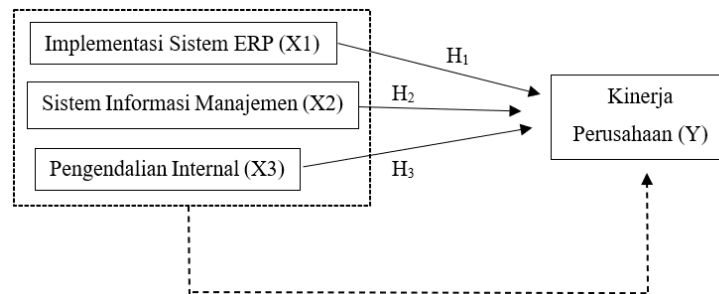 Implementasi Sistem ERP (X1)
H₁
Sistem Informasi Manajemen (X2)
H₂
Kinerja
Perusahaan (Y)
Pengendalian Internal (X3)
H₃